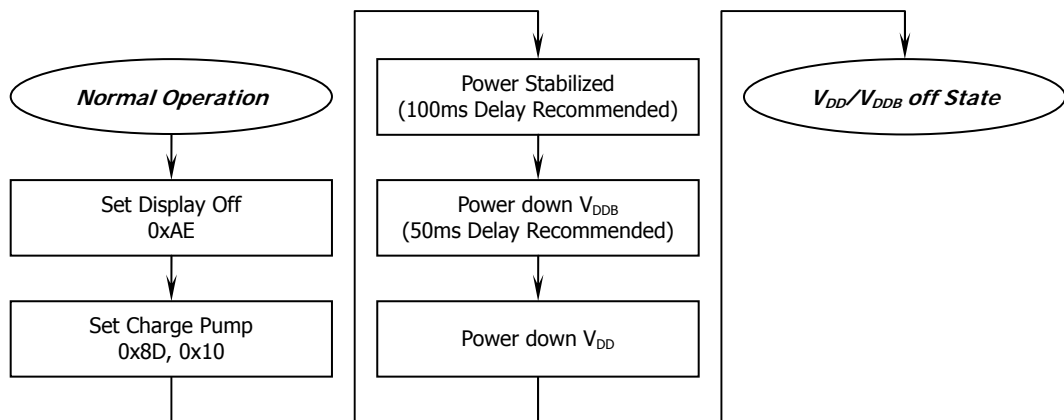 Normal Operation
Set Display Off
0xAE
Set Charge Pump
0x8D, 0x10
Power Stabilized
(100ms Delay Recommended)
Power down VDDB
(50ms Delay Recommended)
Power down VDD
VDD/VDDB off State